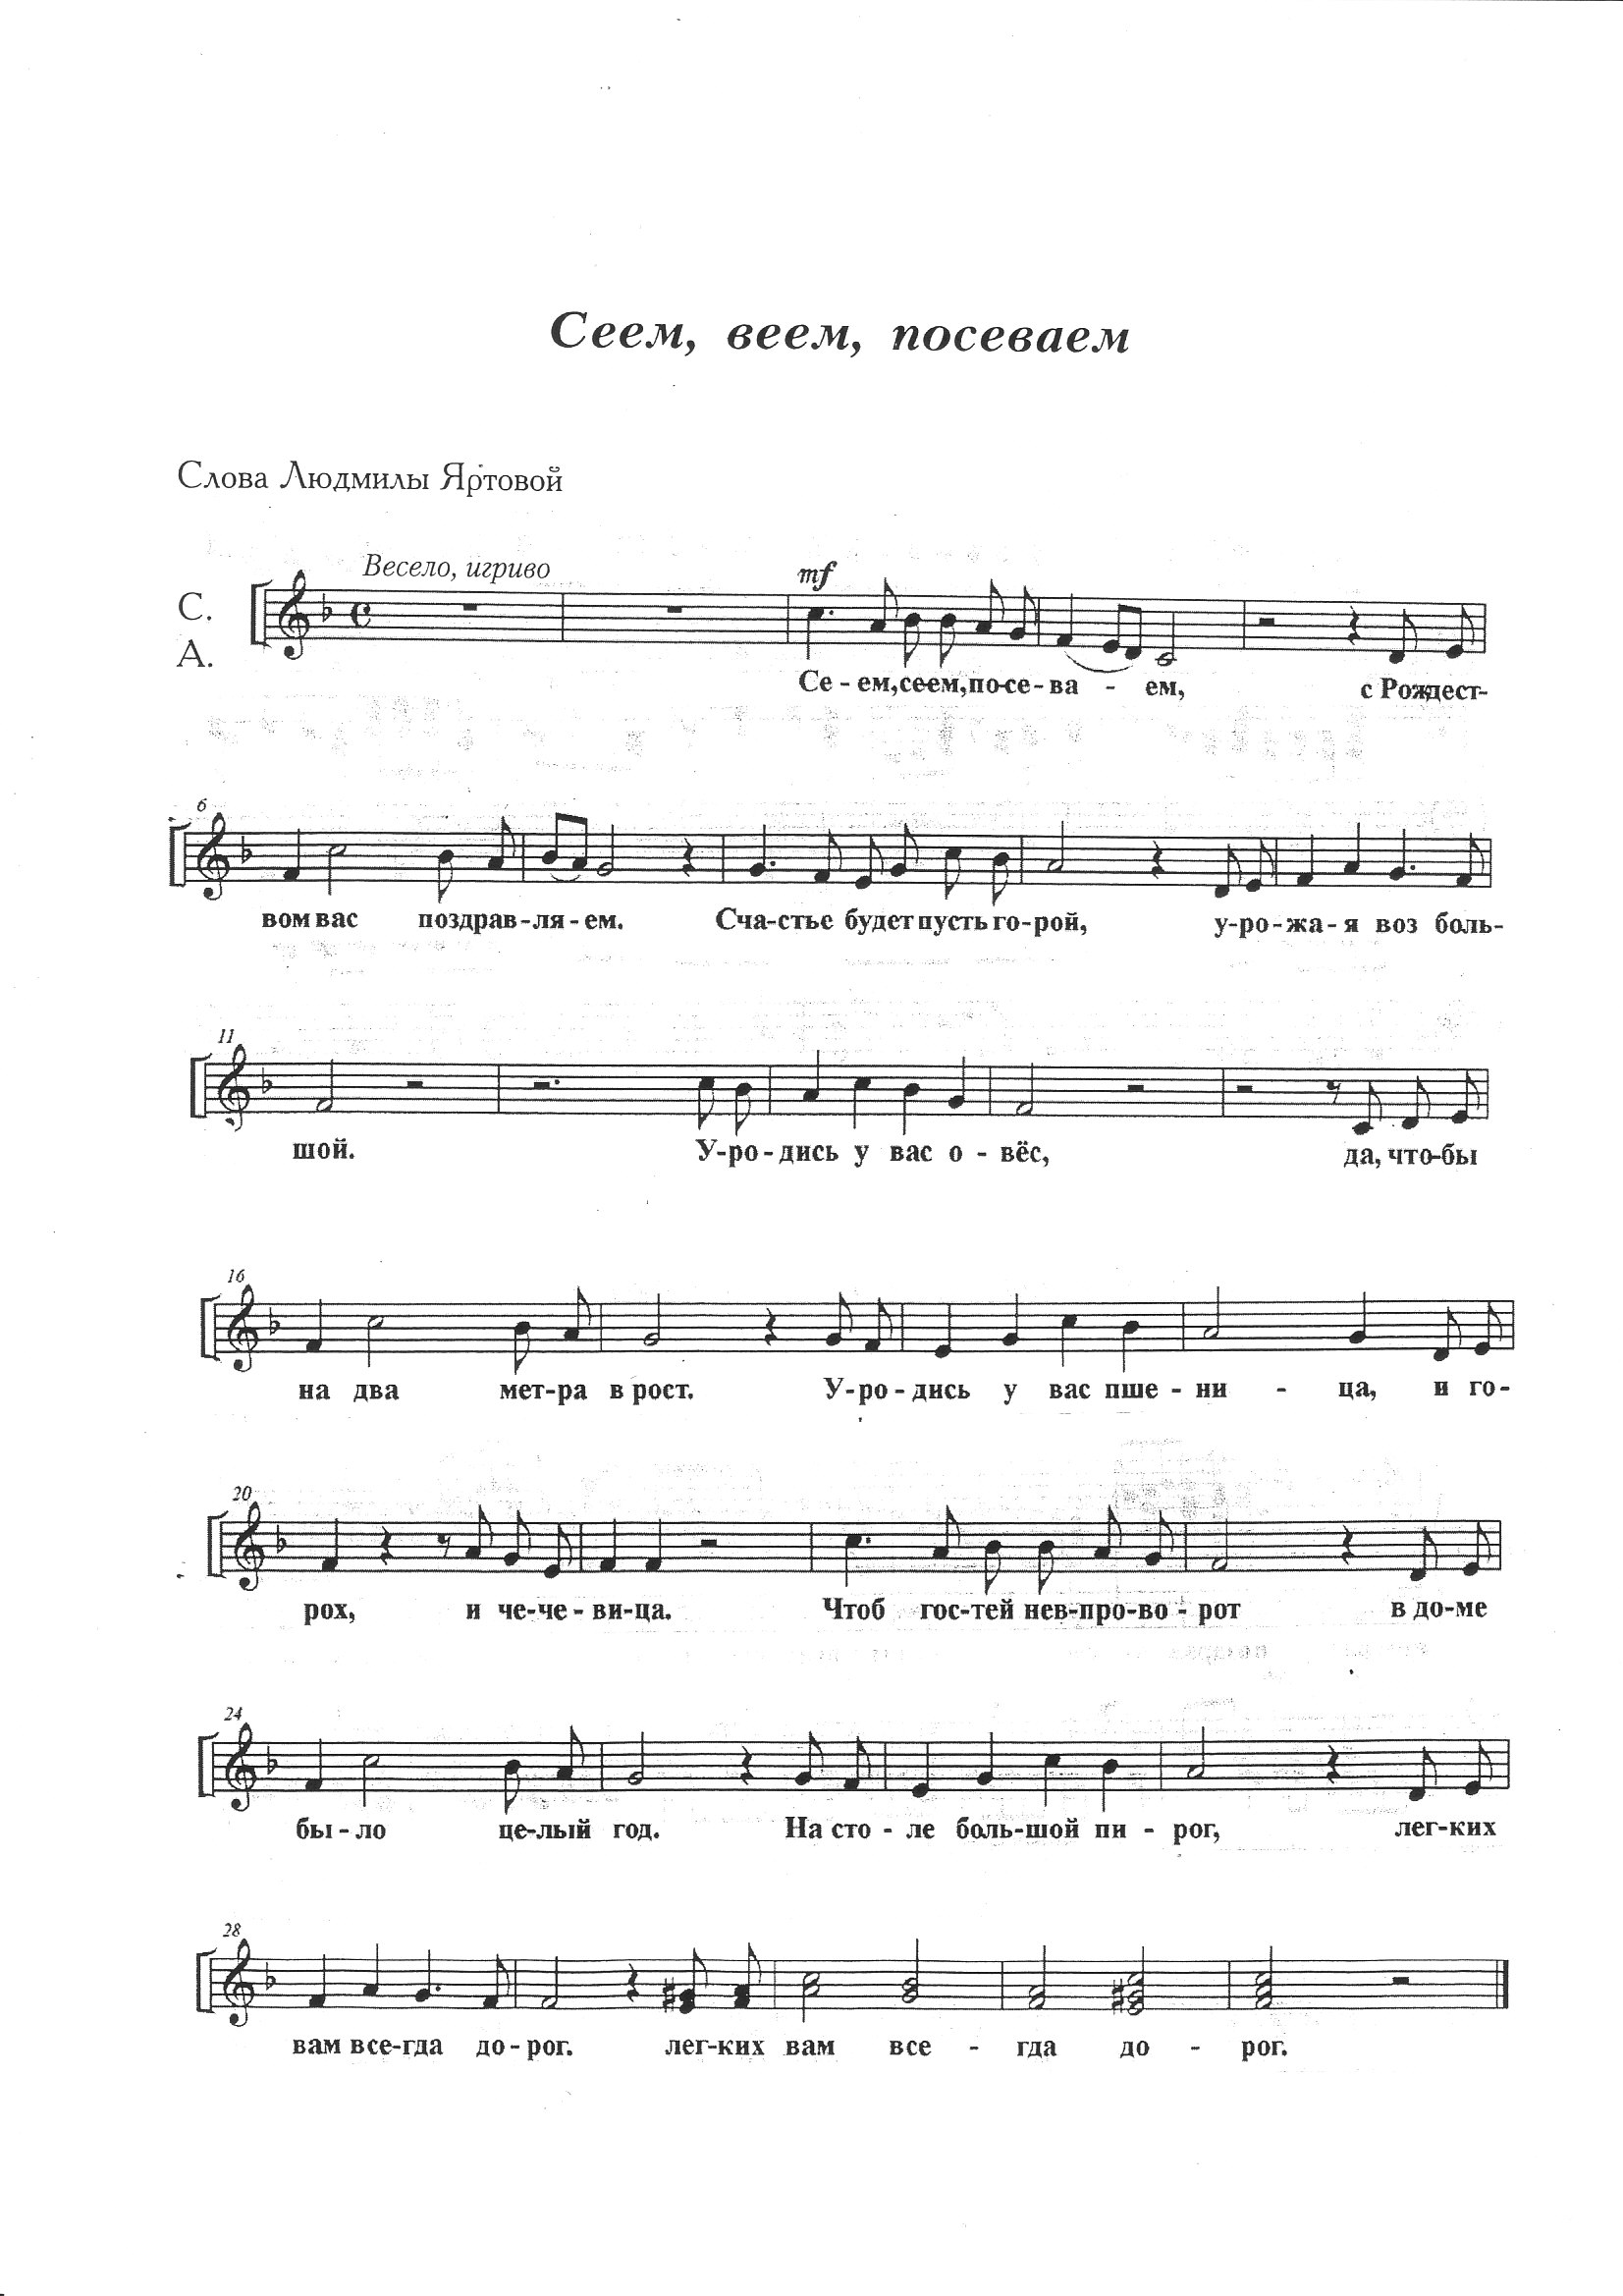 Сеем, веем, посеваем
Слова Людмилы Яртовой
Весело, игриво
mf
С.
А.
Се - ем,се-ем,по-се - ва - ем, с Рождест-
6
вом вас поздрав - ля - ем. Сча-стье будет пусть го - рой, у-ро - жа - я воз боль-
11
шой. У-ро - дись у вас о - вёс, да, что-бы
16
на два мет-ра в рост. У-ро - дись у вас пше - ни - ца, и го-
20
рох, и че-че - ви-ца. Чтоб гос-тей нев-про-во - рот в до-ме
24
бы - ло це-лый год. На сто - ле боль-шой пи - рог, лег-ких
28
вам все-гда до - рог. лег-ких вам все - гда до - рог.